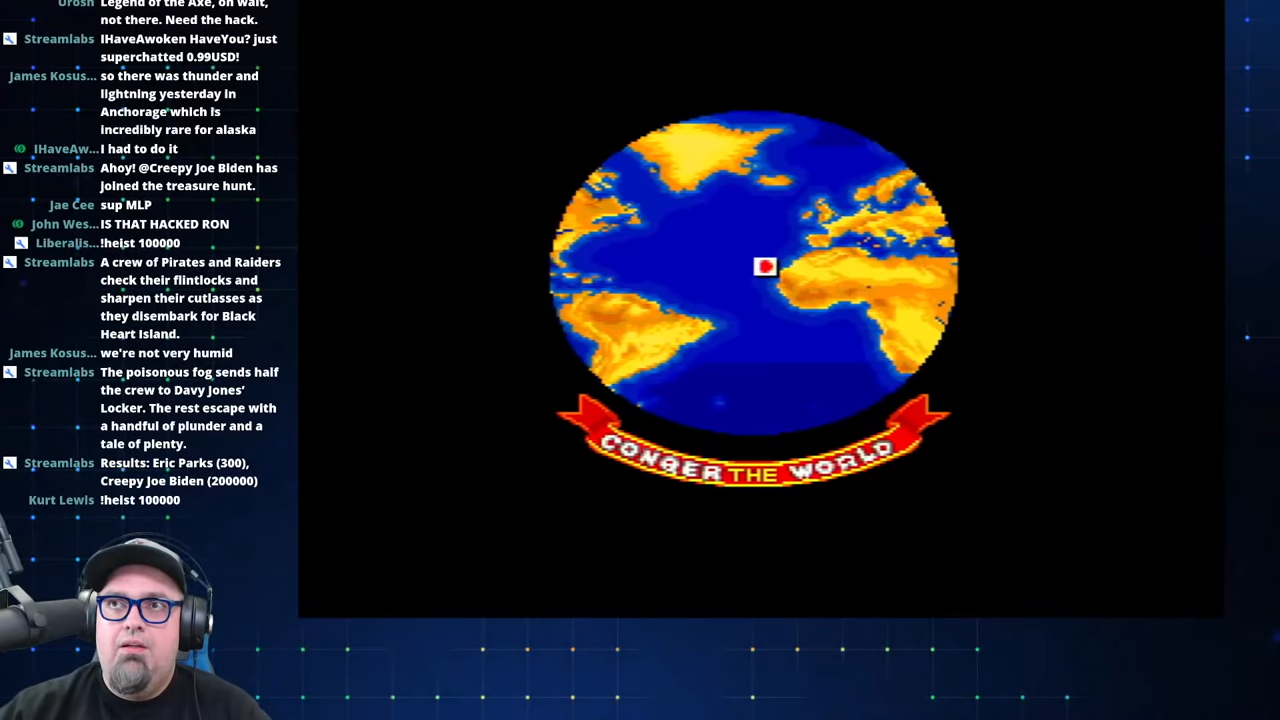 Urosh Legend of the Axe, oh wait,
not there. Need the hack.
Streamlabs IHaveAwoken HaveYou? just
superchatted 0.99USD!
James Kosus... so there was thunder and
lightning yesterday in
Anchorage which is
incredibly rare for alaska
IHaveAw... I had to do it
Streamlabs Ahoy! @Creepy Joe Biden has
joined the treasure hunt.
Jae Cee sup MLP
John Wes... IS THAT HACKED RON
Liberalis... !heist 100000
Streamlabs A crew of Pirates and Raiders
check their flintlocks and
sharpen their cutlasses as
they disembark for Black
Heart Island.
James Kosus... we're not very humid
Streamlabs The poisonous fog sends half
the crew to Davy Jones'
Locker. The rest escape with
a handful of plunder and a
tale of plenty.
Streamlabs Results: Eric Parks (300),
Creepy Joe Biden (200000)
Kurt Lewis !heist 100000
CONQER THE WORLD